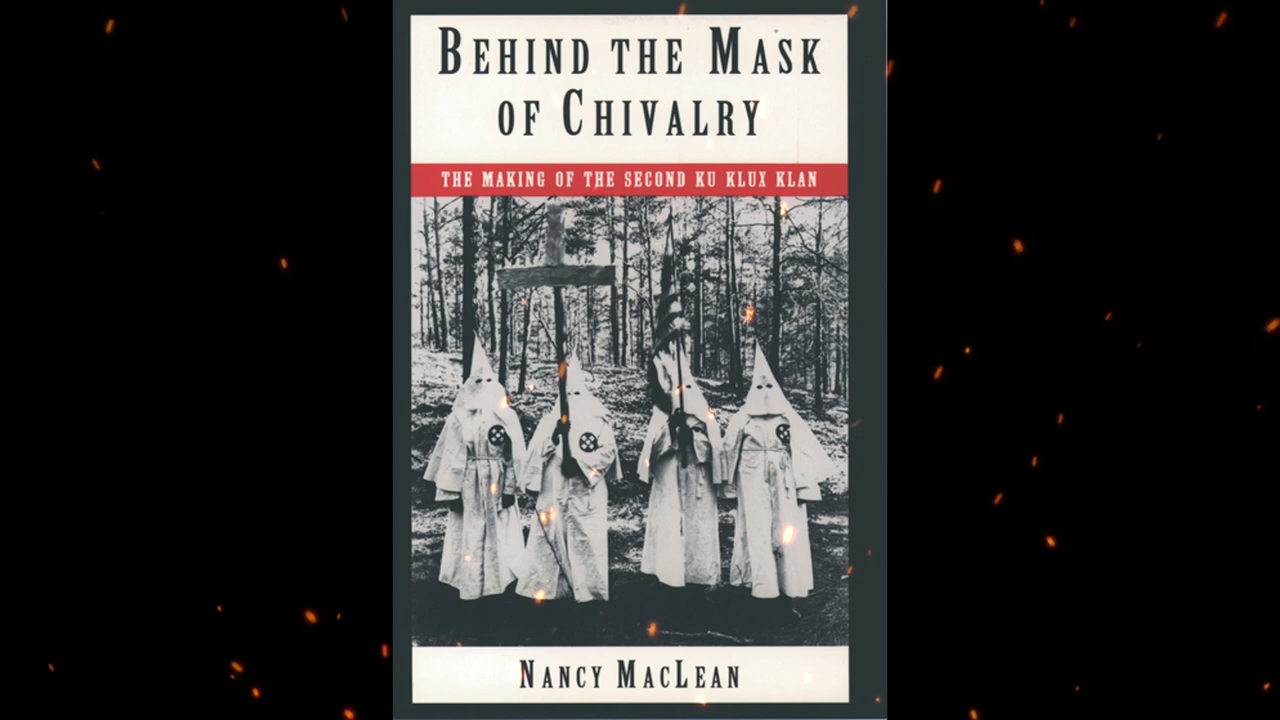 BEHIND THE MASK
OF CHIVALRY
THE MAKING OF THE SECOND KU KLUX KLAN
NANCY MACLEAN